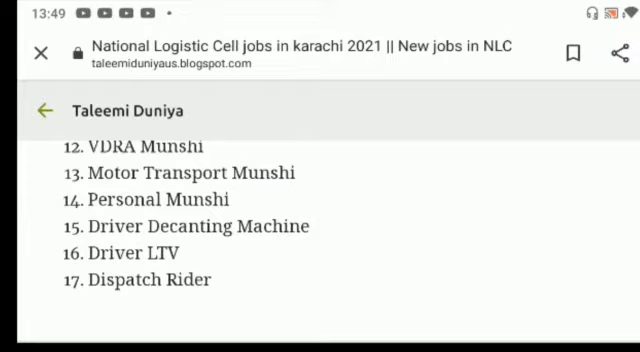 13:49
National Logistic Cell jobs in karachi 2021 || New jobs in NLC
taleemiduniyaus.blogspot.com
Taleemi Duniya
12. VDRA Munshi
13. Motor Transport Munshi
14. Personal Munshi
15. Driver Decanting Machine
16. Driver LTV
17. Dispatch Rider